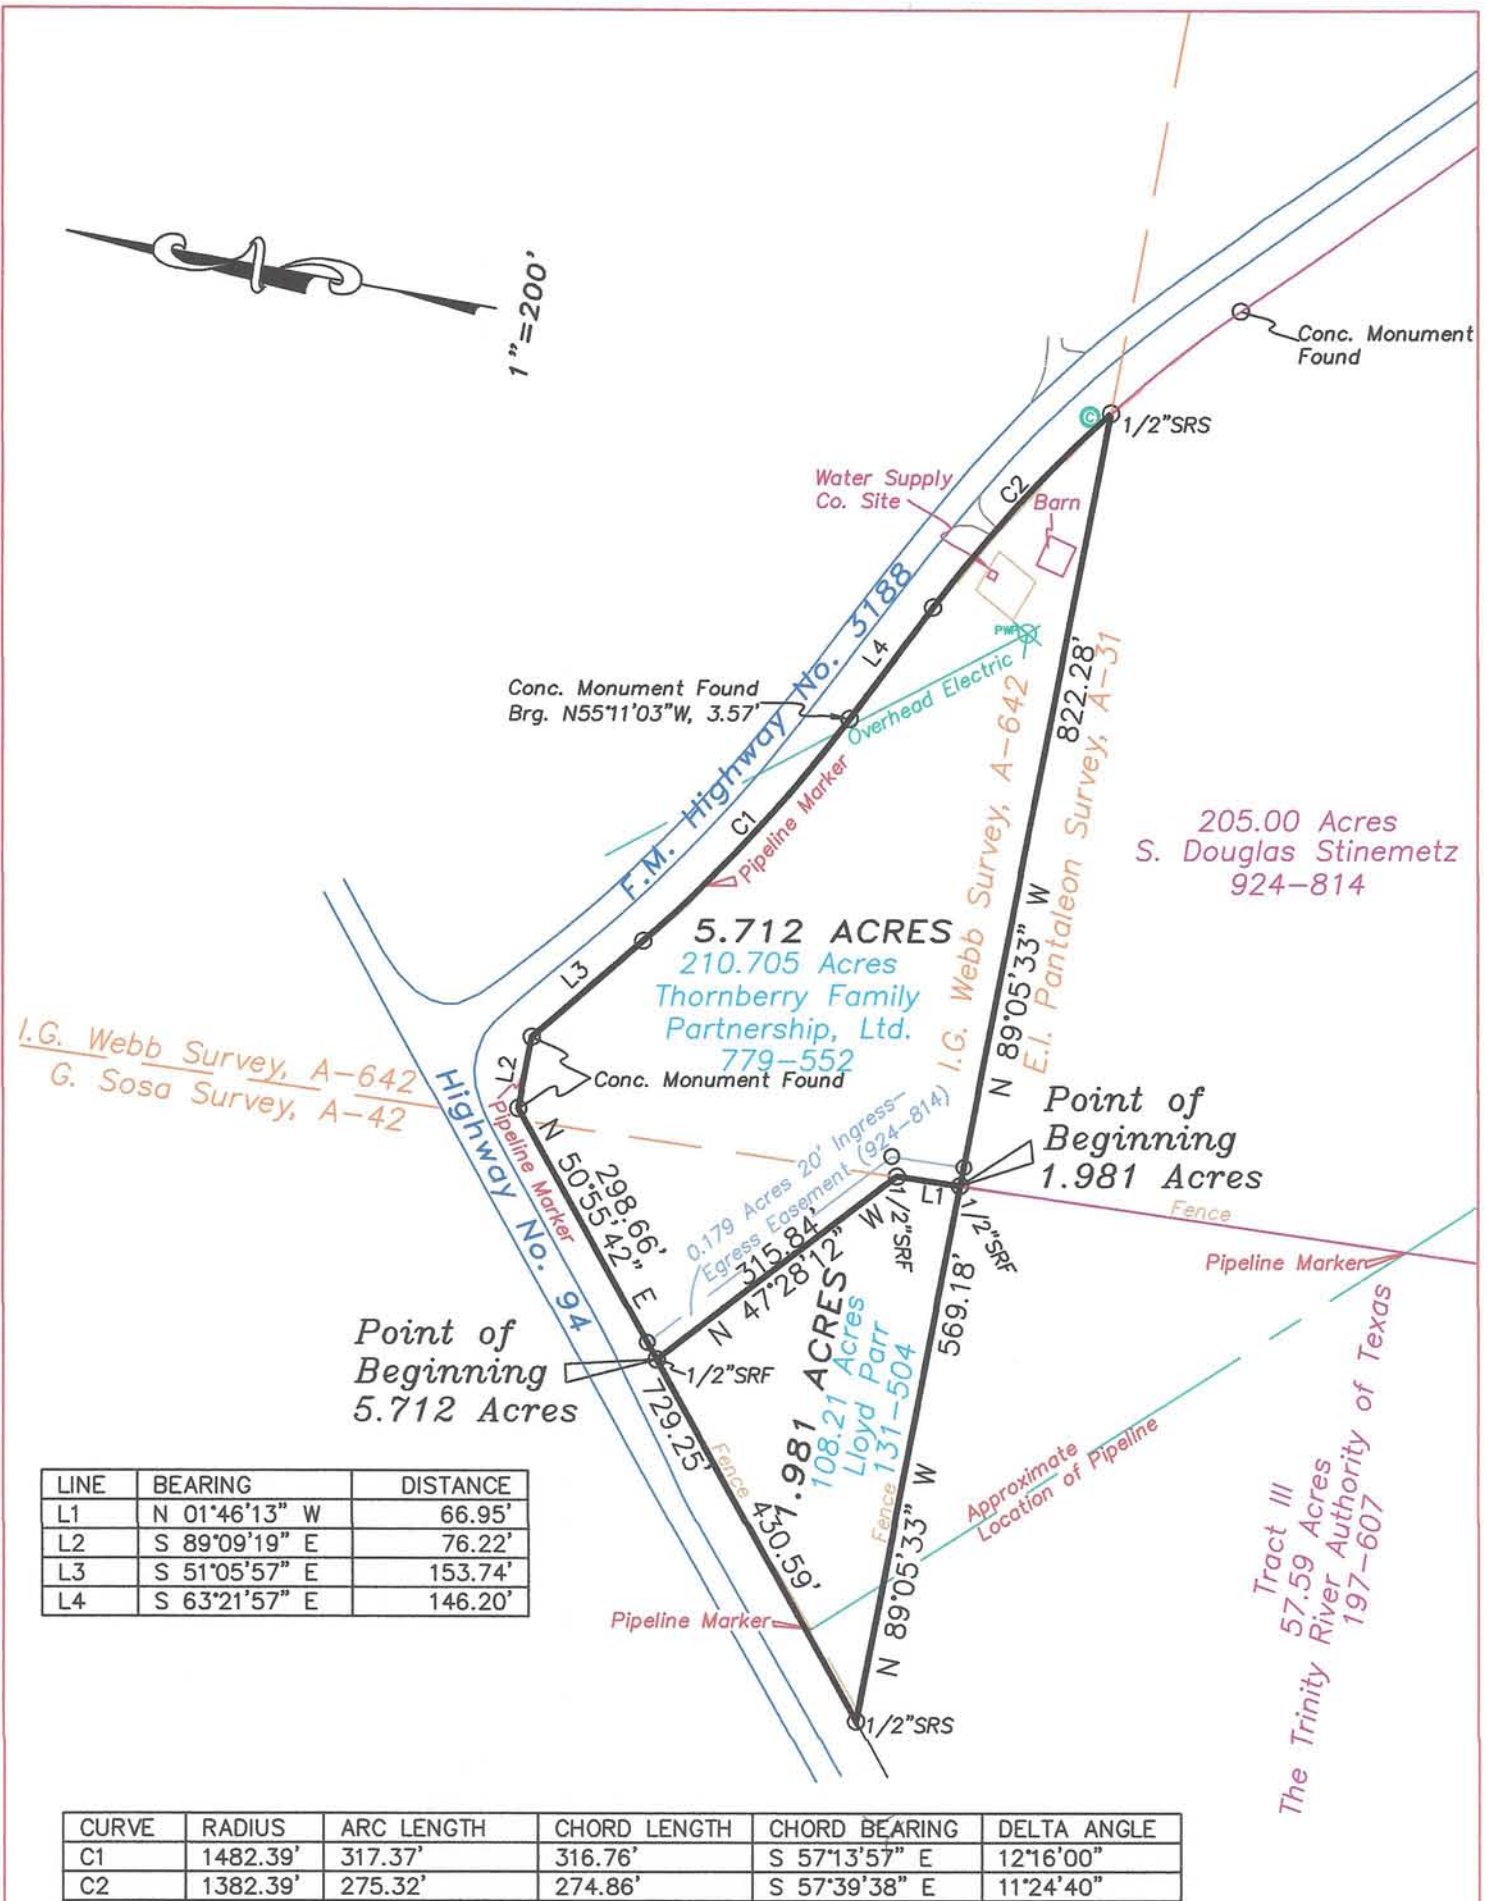 1"=200'
Conc. Monument
Found
1/2"SRS
Water Supply
Co. Site
Barn
C2
C
PWP
L4
Overhead Electric
Conc. Monument Found
Brg. N55°11'03"W, 3.57'
F.M. Highway No. 3188
C1
Pipeline Marker
822.28'
N 89°05'33" W
I.G. Webb Survey, A-642
E.I. Pantaleon Survey, A-31
205.00 Acres
S. Douglas Stinemetz
924-814
5.712 ACRES
210.705 Acres
Thornberry Family
Partnership, Ltd.
779-552
L3
L2
Conc. Monument Found
I.G. Webb Survey, A-642
G. Sosa Survey, A-42
Highway No. 94
Pipeline Marker
298.66'
N 50°55'42" E
0.179 Acres 20' Ingress-
Egress Easement (924-814)
315.84'
N 47°28'12" W
1/2"SRF
L1
1/2"SRF
Point of
Beginning
1.981 Acres
Fence
Pipeline Marker
Point of
Beginning
5.712 Acres
1/2"SRF
729.25'
Fence
430.59'
1.981 ACRES
108.21 Acres
Lloyd Parr
131-504
569.18'
Fence
N 89°05'33" W
Approximate
Location of Pipeline
Pipeline Marker
1/2"SRS
Tract III
57.59 Acres
The Trinity River Authority of Texas
197-607
LINE BEARING DISTANCE
L1 N 01°46'13" W 66.95'
L2 S 89°09'19" E 76.22'
L3 S 51°05'57" E 153.74'
L4 S 63°21'57" E 146.20'
CURVE RADIUS ARC LENGTH CHORD LENGTH CHORD BEARING DELTA ANGLE
C1 1482.39' 317.37' 316.76' S 57°13'57" E 12°16'00"
C2 1382.39' 275.32' 274.86' S 57°39'38" E 11°24'40"